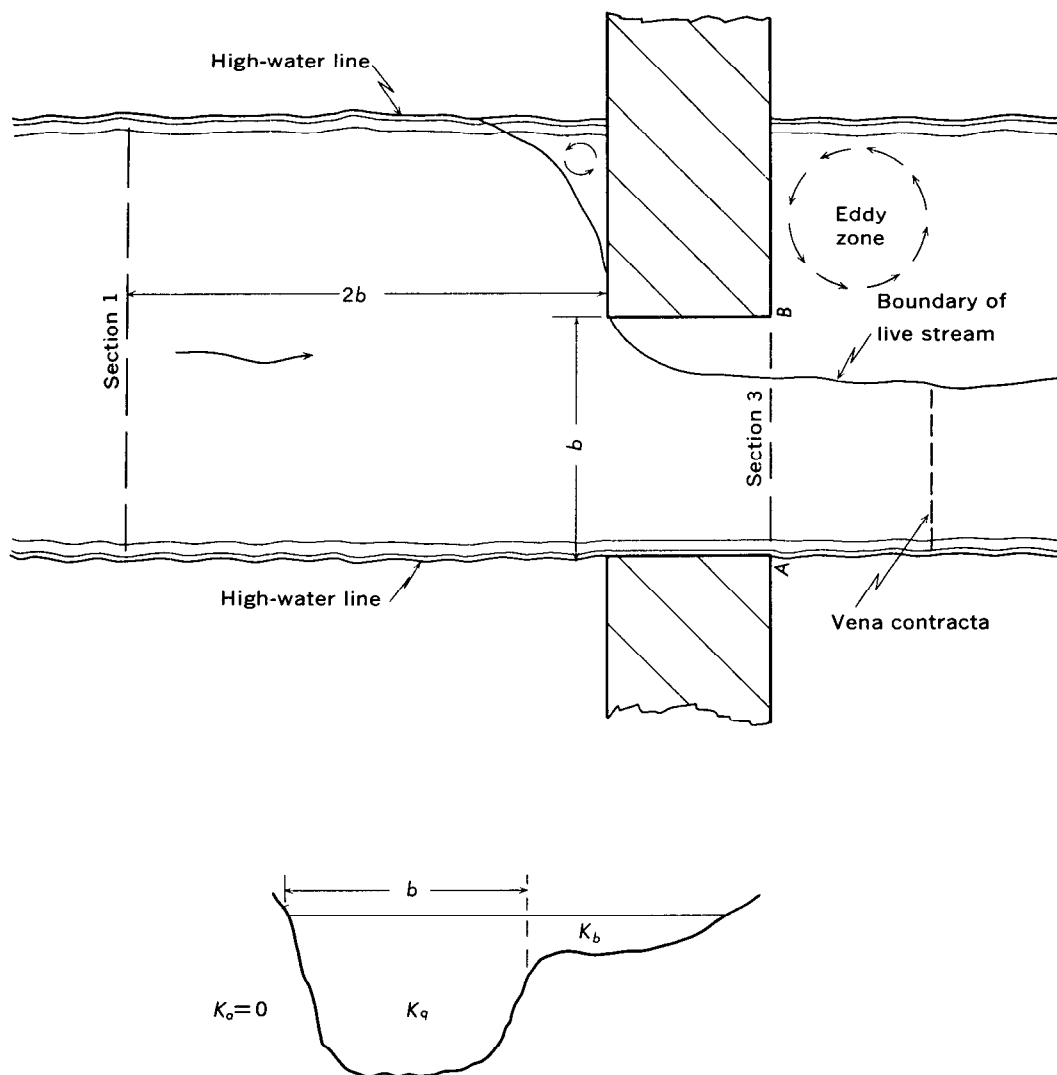 High-water line
Eddy
zone
Section 1
2b
B
Boundary of
live stream
b
Section 3
A
High-water line
Vena contracta
b
K_b
K_a=0
K_q